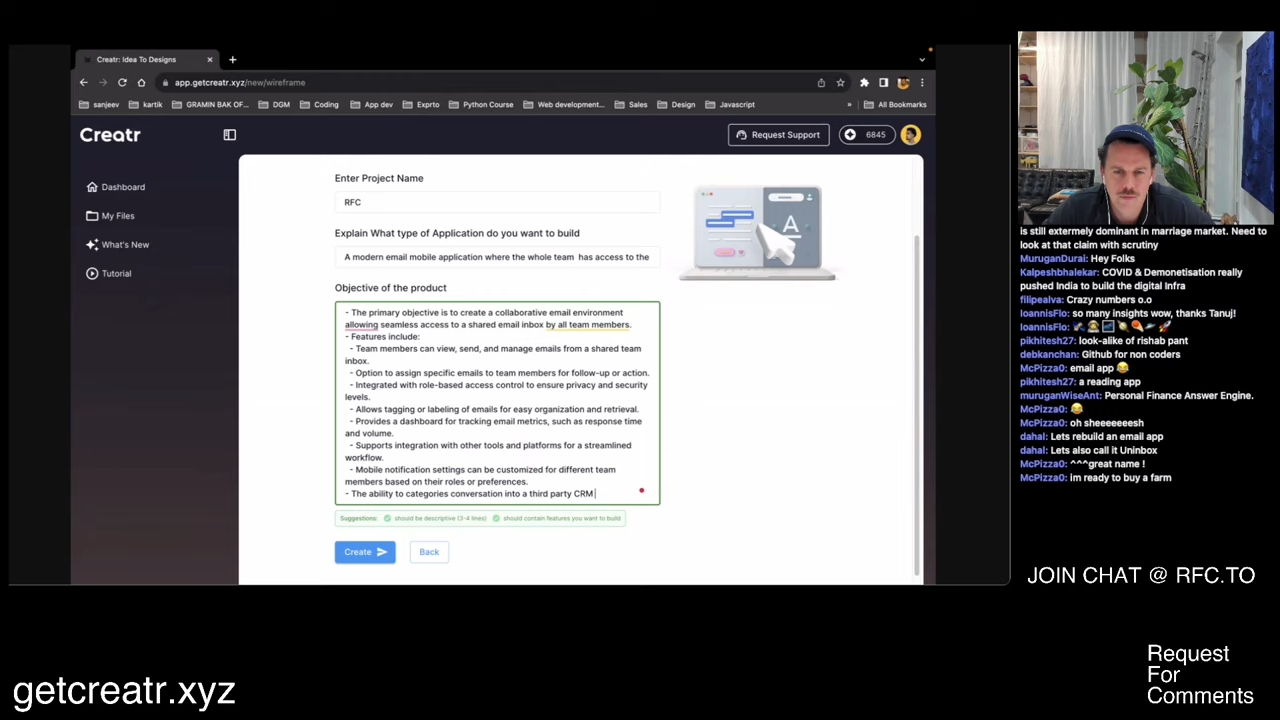 Creatr: Idea To Designs
app.getcreatr.xyz/new/wireframe
sanjeev
kartik
GRAMIN BAK OF...
DGM
Coding
App dev
Exprto
Python Course
Web development...
Sales
Design
Javascript
»
All Bookmarks
Creatr
Request Support
6845
Dashboard
My Files
What's New
Tutorial
Enter Project Name
RFC
Explain What type of Application do you want to build
A modern email mobile application where the whole team has access to the
Objective of the product
- The primary objective is to create a collaborative email environment
allowing seamless access to a shared email inbox by all team members.
- Features include:
- Team members can view, send, and manage emails from a shared team
inbox.
- Option to assign specific emails to team members for follow-up or action.
- Integrated with role-based access control to ensure privacy and security
levels.
- Allows tagging or labeling of emails for easy organization and retrieval.
- Provides a dashboard for tracking email metrics, such as response time
and volume.
- Supports integration with other tools and platforms for a streamlined
workflow.
- Mobile notification settings can be customized for different team
members based on their roles or preferences.
- The ability to categories conversation into a third party CRM
Suggestions: should be descriptive (3-4 lines) should contain features you want to build
Create
Back
A
is still extermely dominant in marriage market. Need to
look at that claim with scrutiny
MuruganDurai: Hey Folks
Kalpeshbhalekar: COVID & Demonetisation really
pushed India to build the digital Infra
filipealva: Crazy numbers o.o
IoannisFlo: so many insights wow, thanks Tanuj!
IoannisFlo:
pikhitesh27: look-alike of rishab pant
debkanchan: Github for non coders
McPizza0: email app 😂
pikhitesh27: a reading app
muruganWiseAnt: Personal Finance Answer Engine.
McPizza0: 😂
McPizza0: oh sheeeeeesh
dahal: Lets rebuild an email app
dahal: Lets also call it Uninbox
McPizza0: ^^^great name !
McPizza0: im ready to buy a farm
JOIN CHAT @ RFC.TO
Request
For
Comments
getcreatr.xyz